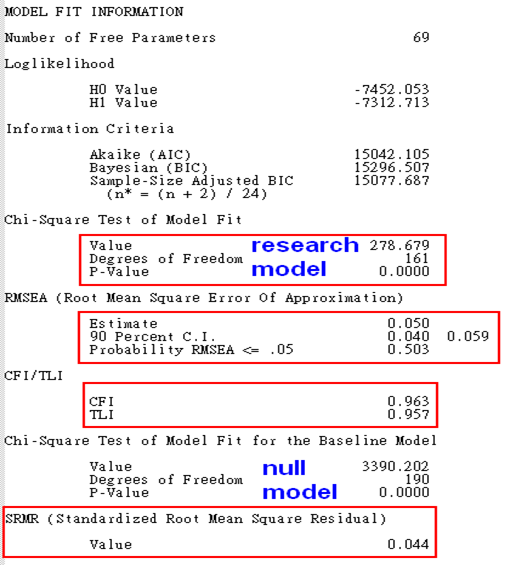 MODEL FIT INFORMATION
Number of Free Parameters 69
Loglikelihood
H0 Value -7452.053
H1 Value -7312.713
Information Criteria
Akaike (AIC) 15042.105
Bayesian (BIC) 15296.507
Sample-Size Adjusted BIC 15077.687
(n* = (n + 2) / 24)
Chi-Square Test of Model Fit
Value research 278.679
Degrees of Freedom 161
P-Value model 0.0000
RMSEA (Root Mean Square Error Of Approximation)
Estimate 0.050
90 Percent C.I. 0.040 0.059
Probability RMSEA <= .05 0.503
CFI/TLI
CFI 0.963
TLI 0.957
Chi-Square Test of Model Fit for the Baseline Model
Value null 3390.202
Degrees of Freedom 190
P-Value model 0.0000
SRMR (Standardized Root Mean Square Residual)
Value 0.044